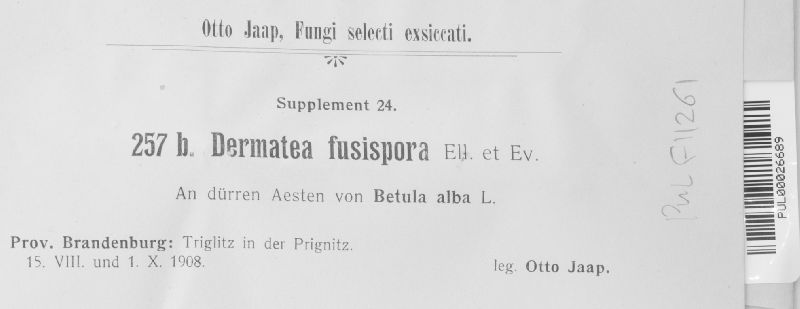 Otto Jaap, Fungi selecti exsiccati.
Supplement 24.
257 b. Dermatea fusispora Ell. et Ev.
An dürren Aesten von Betula alba L.
Prov. Brandenburg: Triglitz in der Prignitz.
15. VIII. und 1. X. 1908.
leg. Otto Jaap.
PUL F11261
PUL00026689